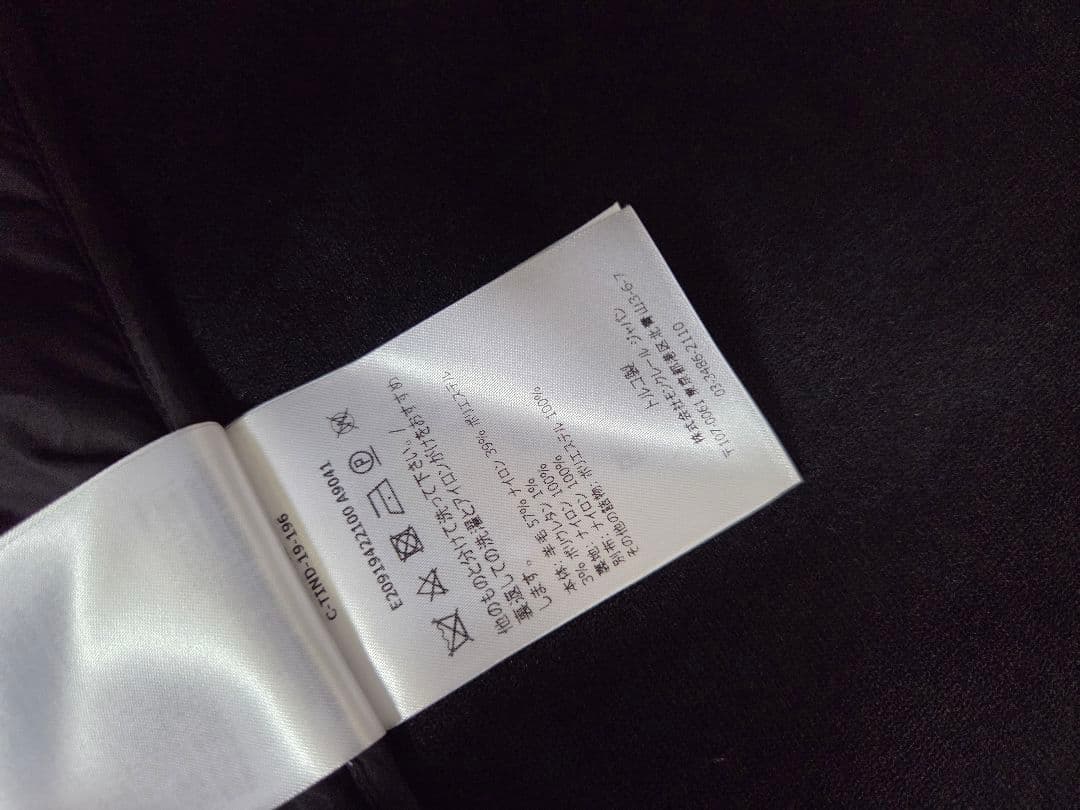 C-TIND-19-196
E20919422100 A9041
P
他のものと分けて洗って下さい。/
裏返しての洗濯とアイロンがけをおすすめ
します。
本体: 羊毛 57% ナイロン 39% ポリエステル
3% ポリウレタン 1%
裏地: ナイロン 100%
別布: ナイロン 100%
その他の詰物: ポリエステル 100%
トルコ製
株式会社モンクレール ジャパン
〒107-0061 東京都港区北青山3-6-7
03-3486-2110